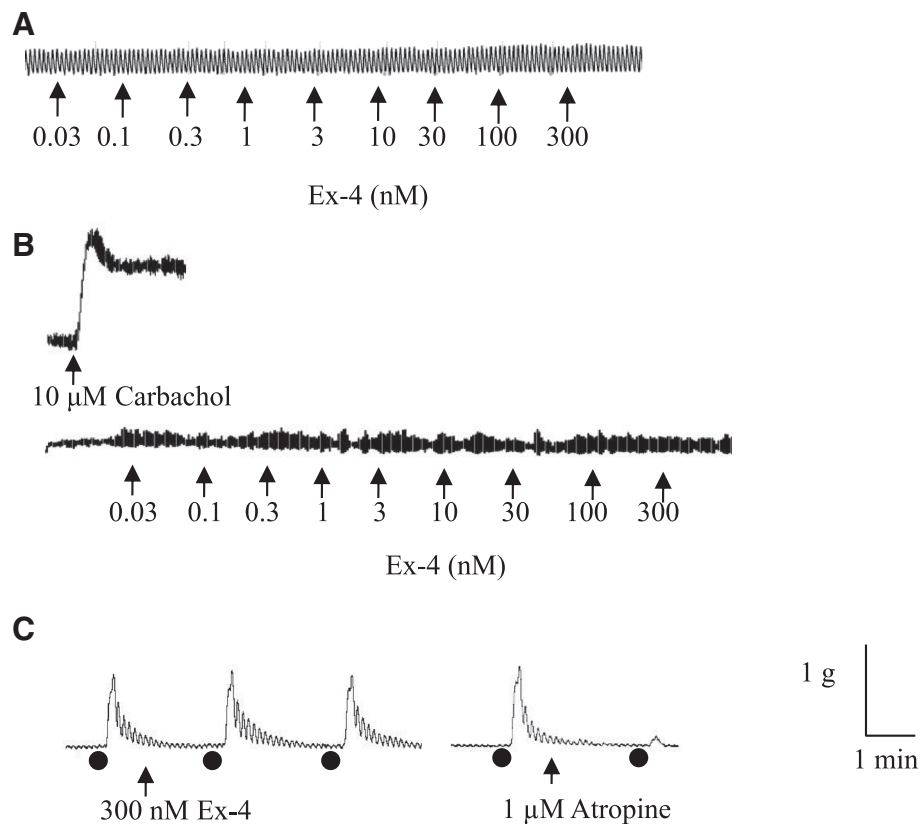 A
0.03 0.1 0.3 1 3 10 30 100 300
Ex-4 (nM)
B
10 μM Carbachol
0.03 0.1 0.3 1 3 10 30 100 300
Ex-4 (nM)
C
300 nM Ex-4
1 μM Atropine
1 g
1 min